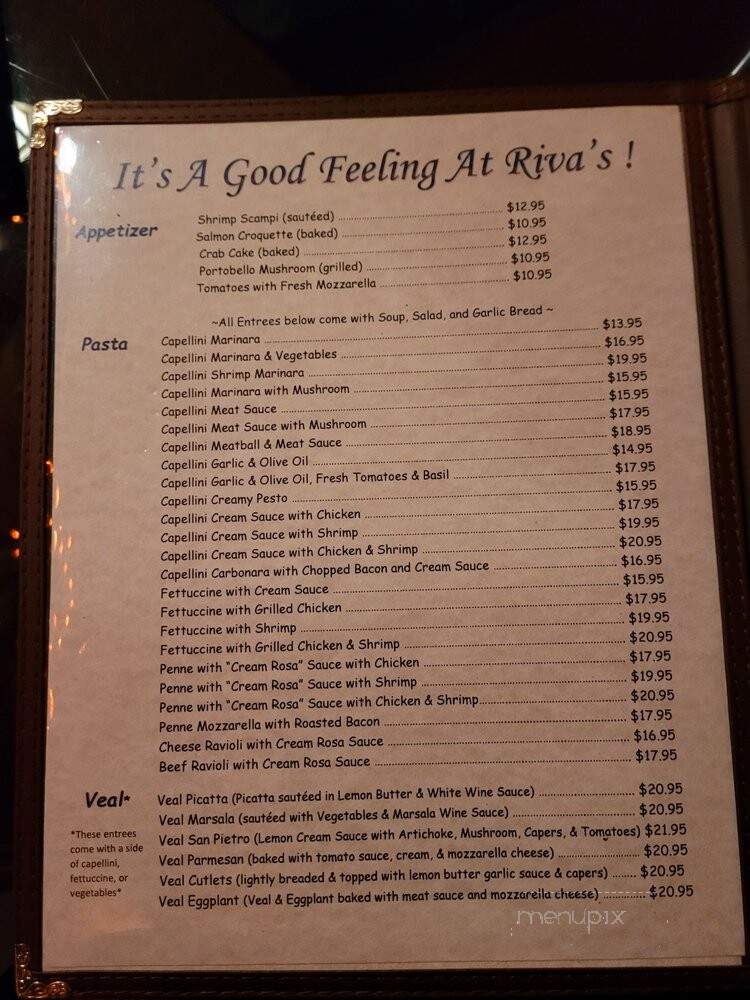 It's A Good Feeling At Riva's !
Appetizer
Shrimp Scampi (sautéed) $12.95
Salmon Croquette (baked) $10.95
Crab Cake (baked) $12.95
Portobello Mushroom (grilled) $10.95
Tomatoes with Fresh Mozzarella $10.95
~All Entrees below come with Soup, Salad, and Garlic Bread ~
Pasta
Capellini Marinara $13.95
Capellini Marinara & Vegetables $16.95
Capellini Shrimp Marinara $19.95
Capellini Marinara with Mushroom $15.95
Capellini Meat Sauce $15.95
Capellini Meat Sauce with Mushroom $17.95
Capellini Meatball & Meat Sauce $18.95
Capellini Garlic & Olive Oil $14.95
Capellini Garlic & Olive Oil, Fresh Tomatoes & Basil $17.95
Capellini Creamy Pesto $15.95
Capellini Cream Sauce with Chicken $17.95
Capellini Cream Sauce with Shrimp $19.95
Capellini Cream Sauce with Chicken & Shrimp $20.95
Capellini Carbonara with Chopped Bacon and Cream Sauce $16.95
Fettuccine with Cream Sauce $15.95
Fettuccine with Grilled Chicken $17.95
Fettuccine with Shrimp $19.95
Fettuccine with Grilled Chicken & Shrimp $20.95
Penne with "Cream Rosa" Sauce with Chicken $17.95
Penne with "Cream Rosa" Sauce with Shrimp $19.95
Penne with "Cream Rosa" Sauce with Chicken & Shrimp $20.95
Penne Mozzarella with Roasted Bacon $17.95
Cheese Ravioli with Cream Rosa Sauce $16.95
Beef Ravioli with Cream Rosa Sauce $17.95
Veal*
*These entrees
come with a side
of capellini,
fettuccine, or
vegetables*
Veal Picatta (Picatta sautéed in Lemon Butter & White Wine Sauce) $20.95
Veal Marsala (sautéed with Vegetables & Marsala Wine Sauce) $20.95
Veal San Pietro (Lemon Cream Sauce with Artichoke, Mushroom, Capers, & Tomatoes) $21.95
Veal Parmesan (baked with tomato sauce, cream, & mozzarella cheese) $20.95
Veal Cutlets (lightly breaded & topped with lemon butter garlic sauce & capers) $20.95
Veal Eggplant (Veal & Eggplant baked with meat sauce and mozzarella cheese) $20.95
menupix